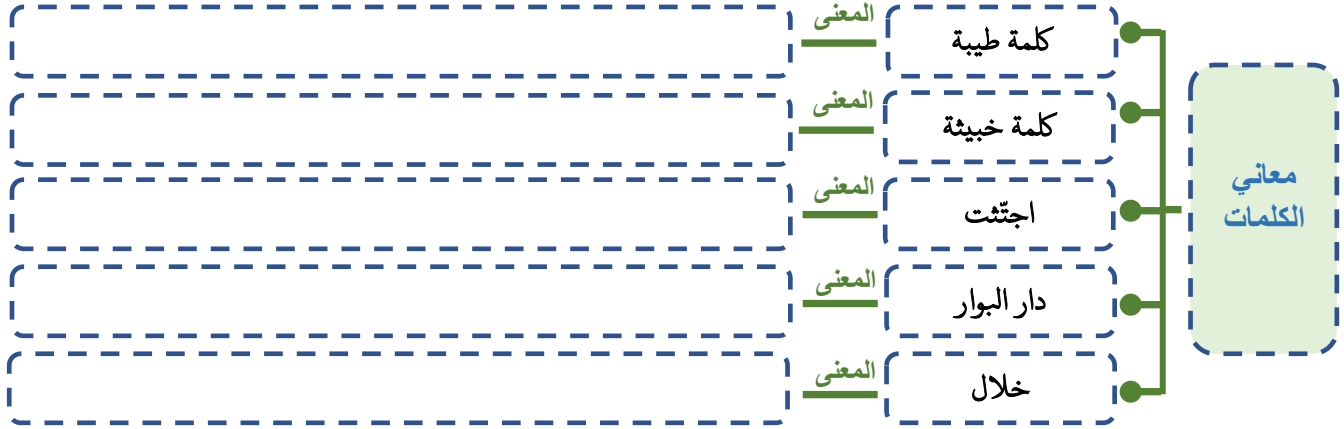 معاني
الكلمات
كلمة طيبة
المعنى
كلمة خبيثة
المعنى
اجتّثت
المعنى
دار البوار
المعنى
خلال
المعنى